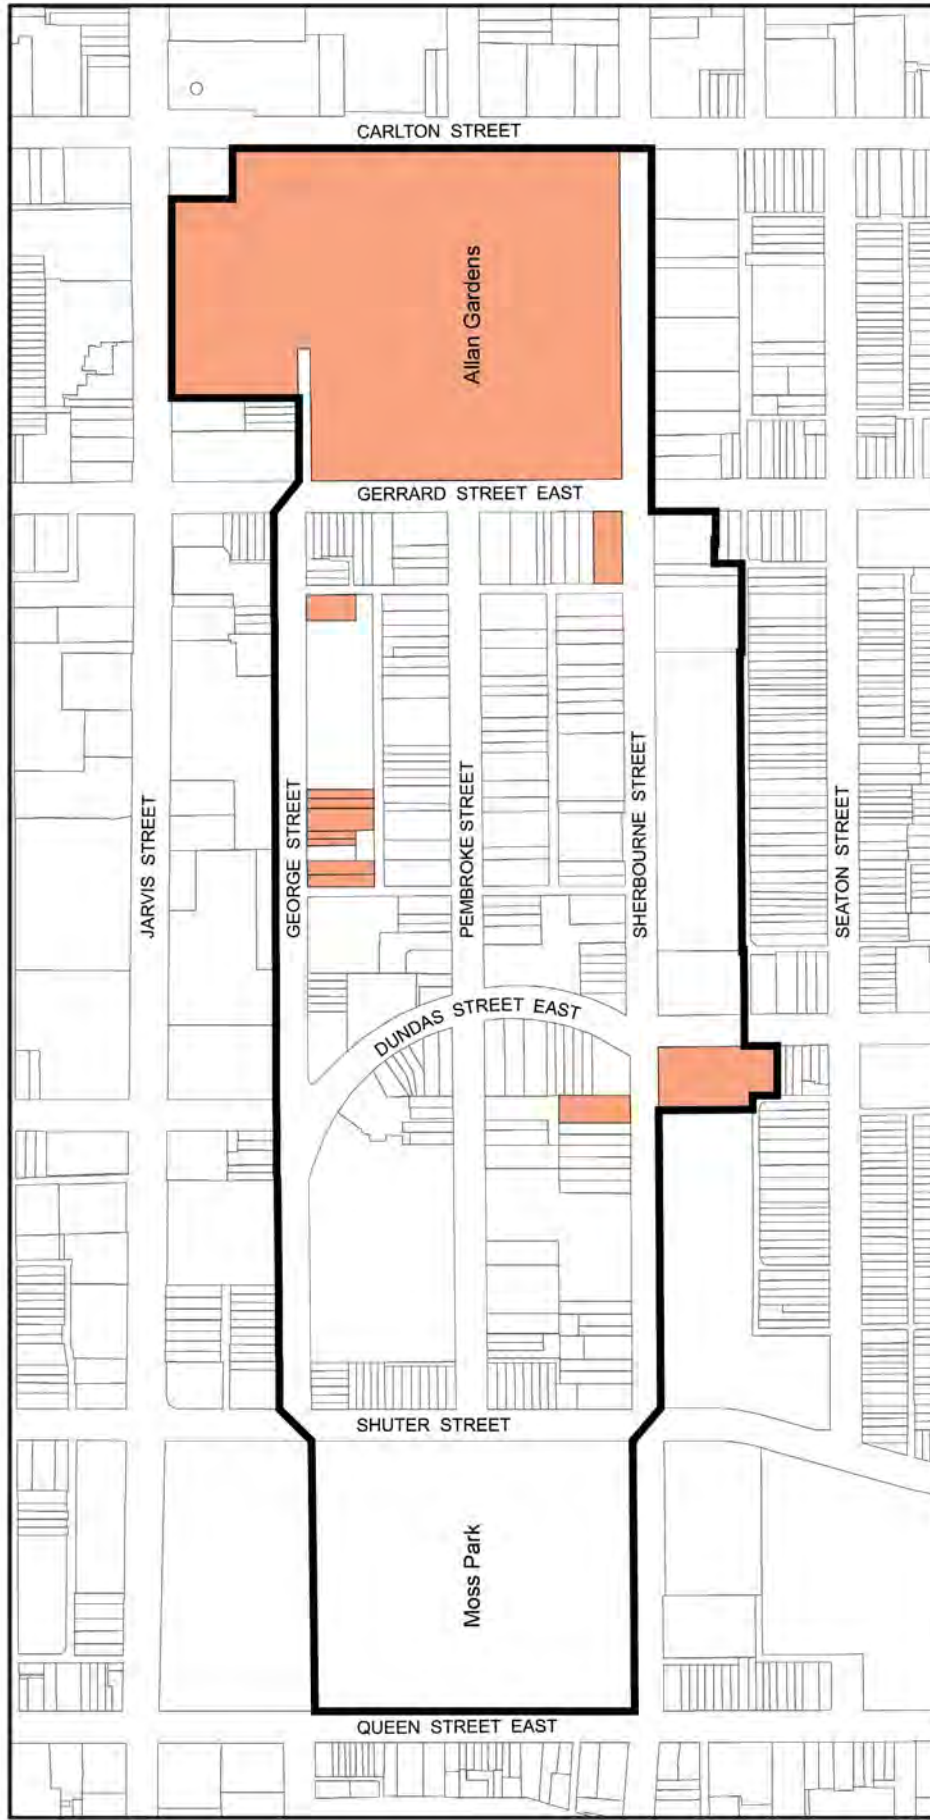 CARLTON STREET
Allan Gardens
GERRARD STREET EAST
JARVIS STREET
GEORGE STREET
PEMBROKE STREET
SHERBOURNE STREET
SEATON STREET
DUNDAS STREET EAST
SHUTER STREET
Moss Park
QUEEN STREET EAST